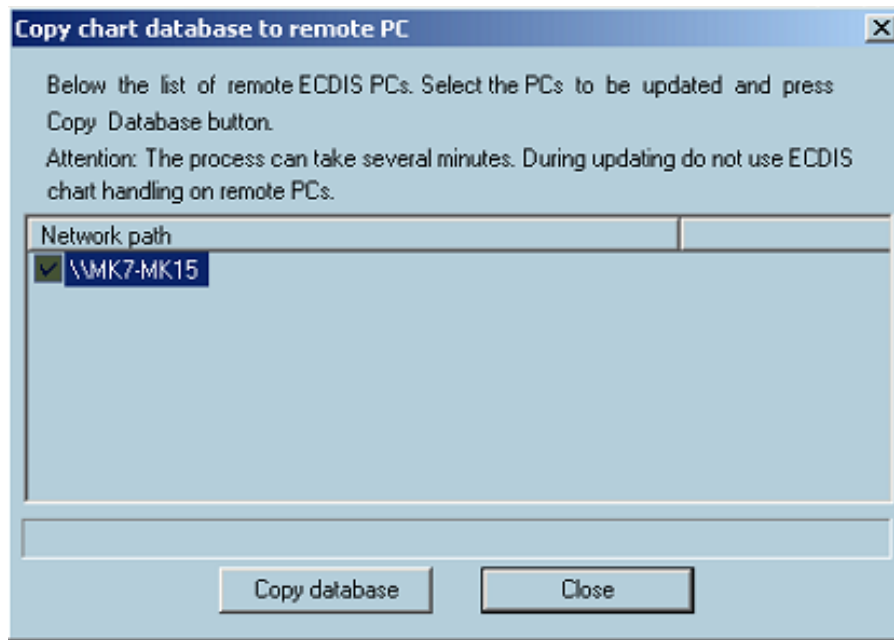 Copy chart database to remote PC
Below the list of remote ECDIS PCs. Select the PCs to be updated and press
Copy Database button.
Attention: The process can take several minutes. During updating do not use ECDIS
chart handling on remote PCs.
Network path
\\MK7-MK15
Copy database
Close